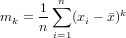 m_k = \frac{1}{n} \sum_{i=1}^{n} (x_i - \bar{x})^k